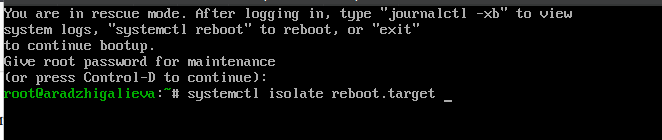 You are in rescue mode. After logging in, type "journalctl -xb" to view
system logs, "systemctl reboot" to reboot, or "exit"
to continue bootup.
Give root password for maintenance
(or press Control-D to continue):
root@aradzhigalieva:~# systemctl isolate reboot.target _